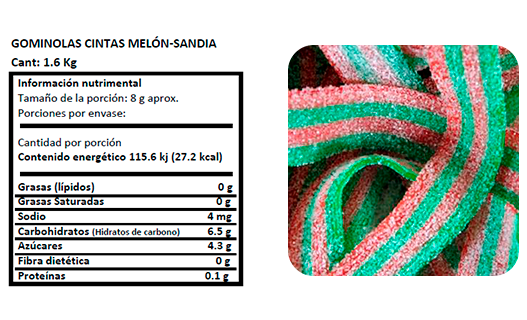 GOMINOLAS CINTAS MELÓN-SANDIA
Cant: 1.6 Kg
Información nutrimental
Tamaño de la porción: 8 g aprox.
Porciones por envase:
Cantidad por porción
Contenido energético 115.6 kj (27.2 kcal)
Grasas (lípidos) 0 g
Grasas Saturadas 0 g
Sodio 4 mg
Carbohidratos (Hidratos de carbono) 6.5 g
Azúcares 4.3 g
Fibra dietética 0 g
Proteínas 0.1 g